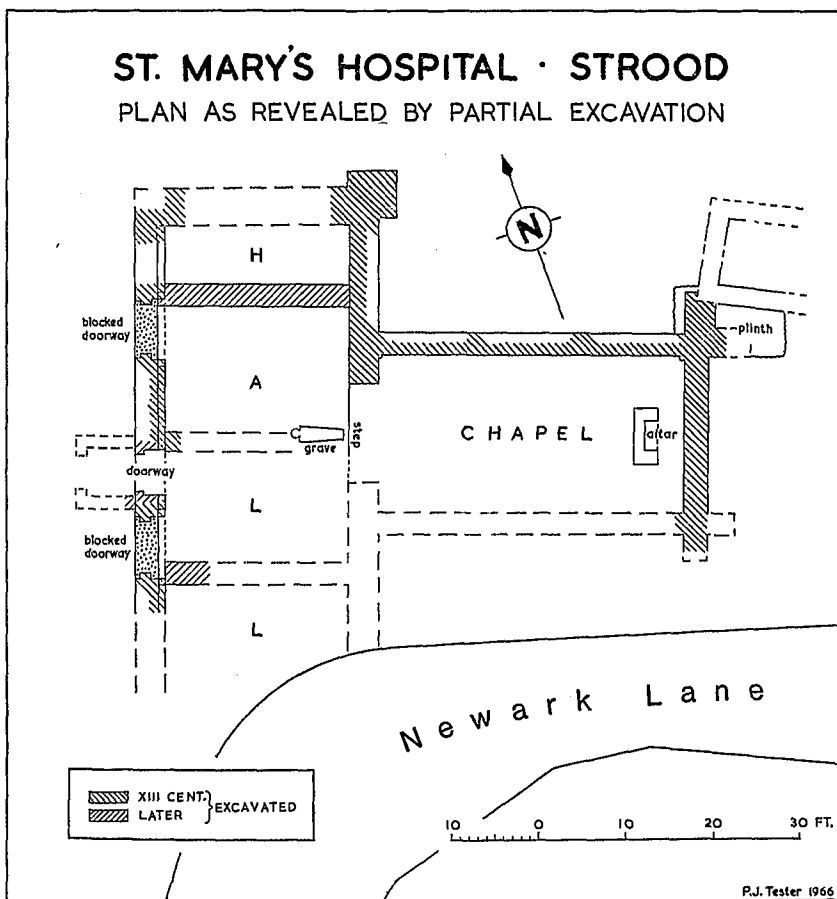 ST. MARY'S HOSPITAL · STROOD
PLAN AS REVEALED BY PARTIAL EXCAVATION
N
H
blocked
doorway
plinth
A
CHAPEL
altar
step
grave
doorway
L
blocked
doorway
L
Newark Lane
XIII CENT.
LATER
EXCAVATED
10 0 10 20 30 FT.
P.J. Tester 1966